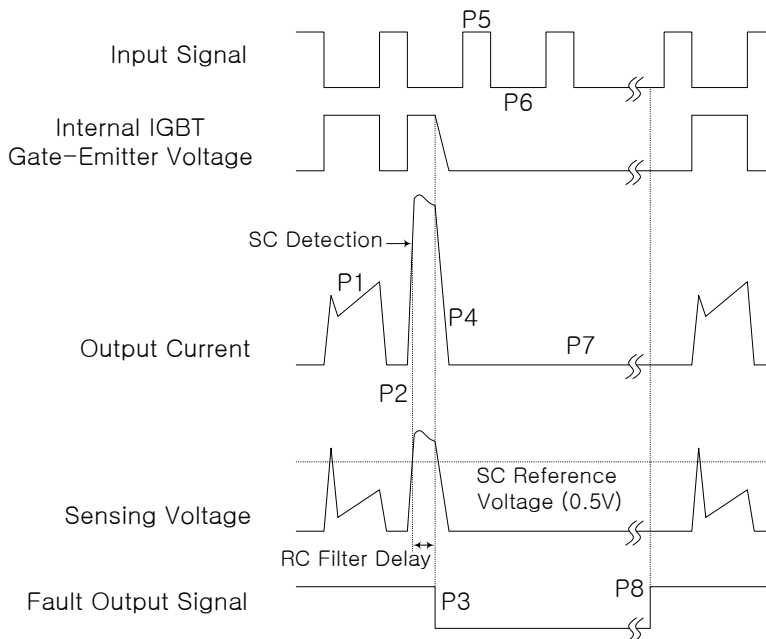 P5
Input Signal
P6
Internal IGBT
Gate-Emitter Voltage
SC Detection
P1
P4
Output Current
P7
P2
SC Reference
Voltage (0.5V)
Sensing Voltage
RC Filter Delay
P3
P8
Fault Output Signal